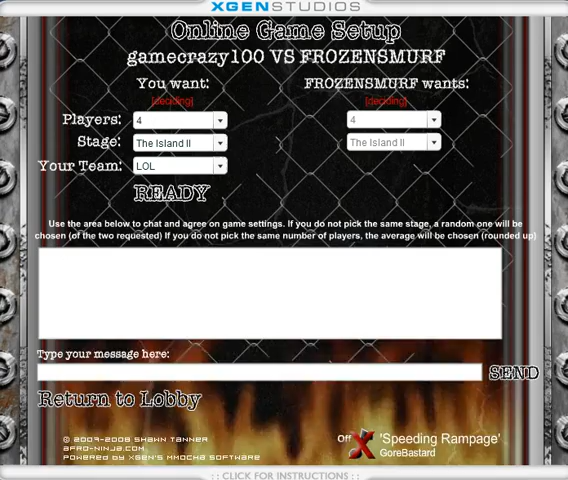 XGENSTUDIOS
Online Game Setup
gamecrazy100 VS FROZENSMURF
You want: FROZENSMURF wants:
[deciding] [deciding]
Players: 4 4
Stage: The Island II The Island II
Your Team: LOL
READY
Use the area below to chat and agree on game settings. If you do not pick the same stage, a random one will be
chosen (of the two requested) If you do not pick the same number of players, the average will be chosen (rounded up)
Type your message here:
SEND
Return to Lobby
© 2007-2008 Shawn Tanner
afro-ninja.com
Powered by XGen's MMOcha Software
Off X 'Speeding Rampage'
GoreBastard
:: CLICK FOR INSTRUCTIONS ::